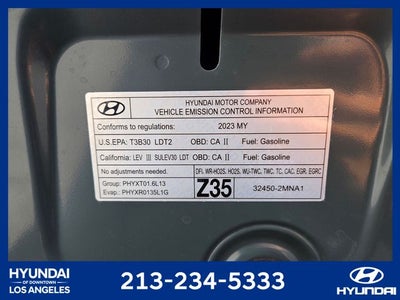 HYUNDAI MOTOR COMPANY
VEHICLE EMISSION CONTROL INFORMATION
Conforms to regulations: 2023 MY
U.S.EPA: T3B30 LDT2 OBD: CA II Fuel: Gasoline
California: LEV III SULEV30 LDT OBD: CA II Fuel: Gasoline
No adjustments needed. DFI, WR-HO2S, HO2S, WU-TWC, TWC, TC, CAC, EGR, EGRC
Group: PHYXT01.6L13
Evap.: PHYXR0135L1G
Z35
32450-2MNA1
HYUNDAI
OF DOWNTOWN
LOS ANGELES
213-234-5333
HYUNDAI